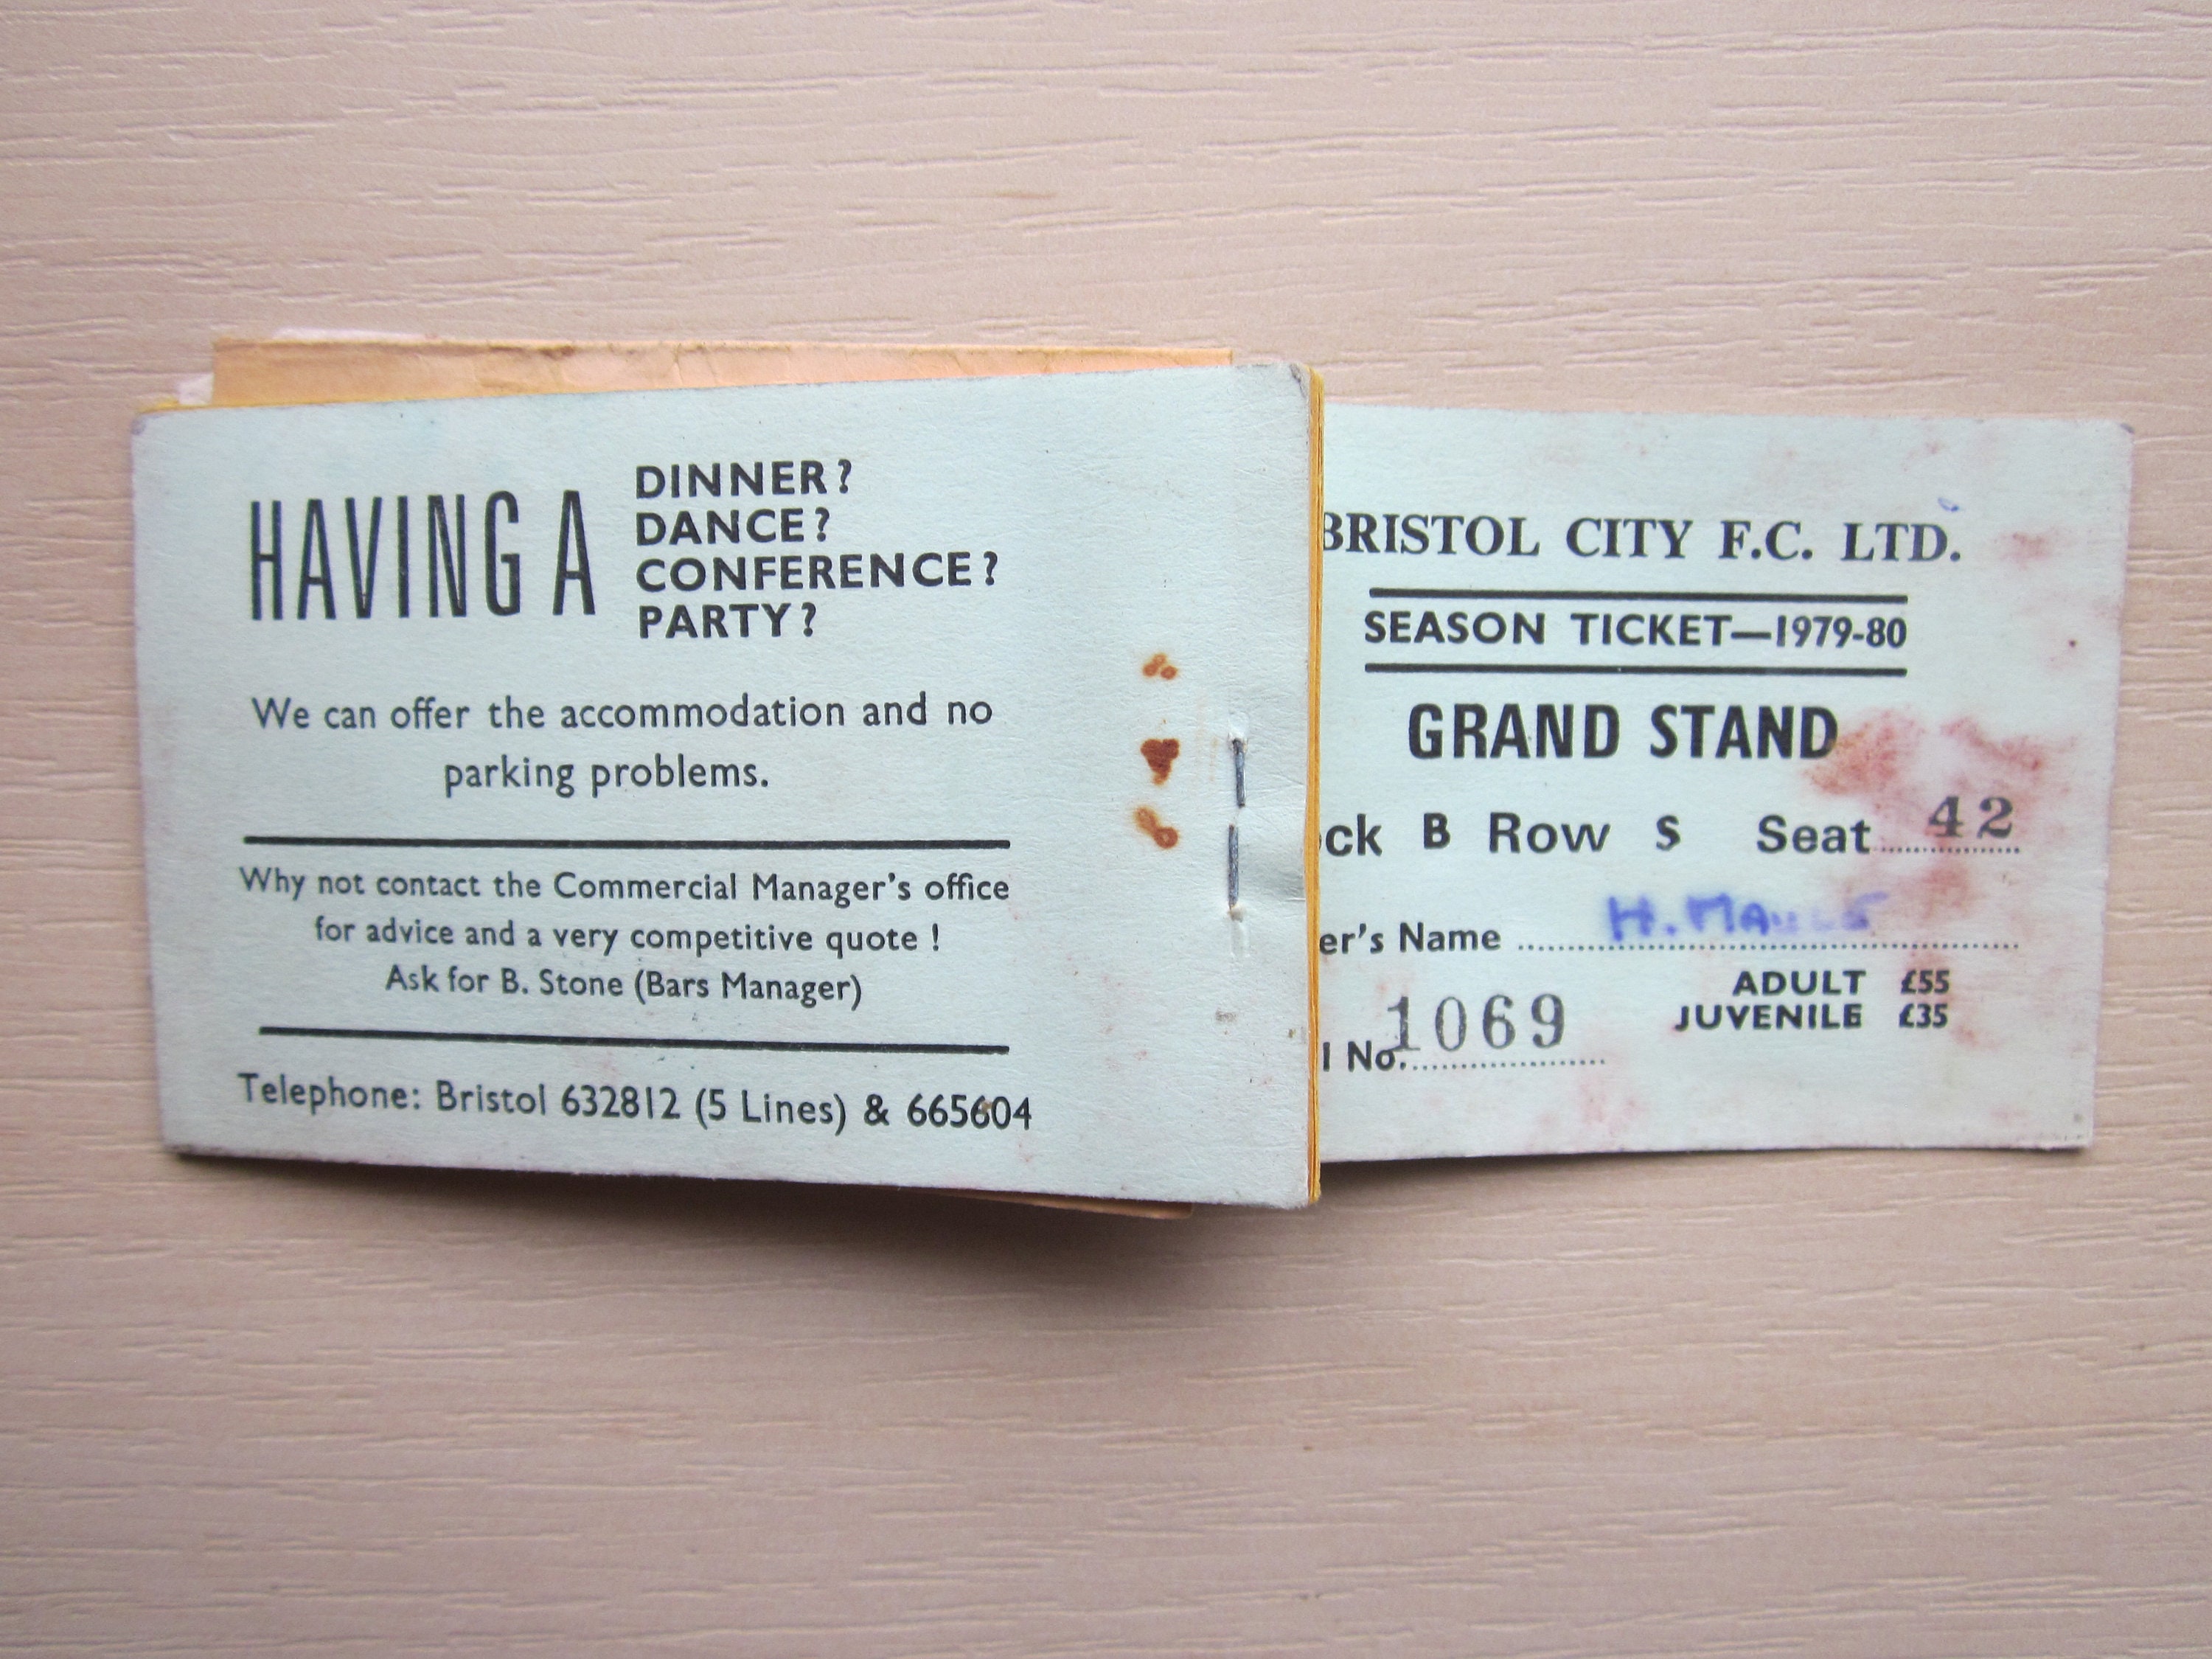 HAVING A
DINNER?
DANCE?
CONFERENCE?
PARTY?
We can offer the accommodation and no
parking problems.
Why not contact the Commercial Manager's office
for advice and a very competitive quote !
Ask for B. Stone (Bars Manager)
Telephone: Bristol 632812 (5 Lines) & 665604
BRISTOL CITY F.C. LTD.
SEASON TICKET—1979-80
GRAND STAND
ck B Row S Seat 42
er's Name H.
ADULT £55
JUVENILE £35
l No. 1069